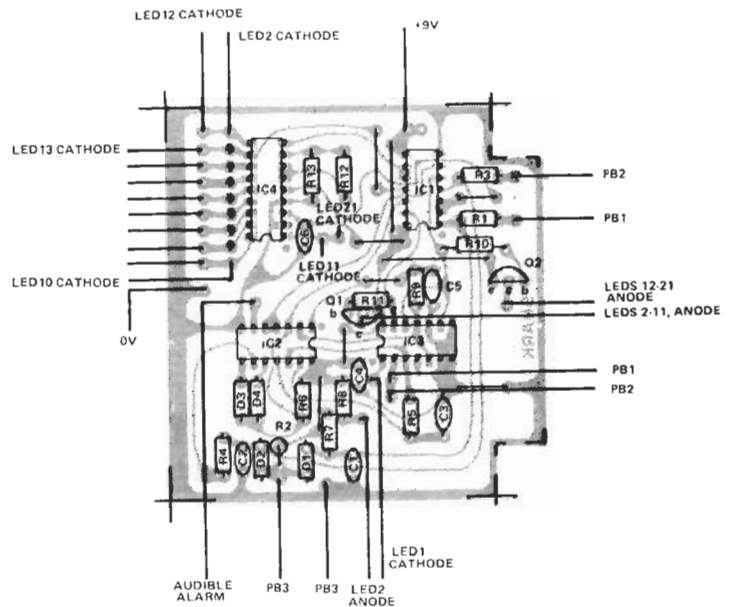 LED12 CATHODE
LED2 CATHODE
+9V
LED13 CATHODE
IC4
R13
R12
IC1
R3
PB2
LED21
CATHODE
R1
PB1
C6
R10
LED11
CATHODE
Q2
LED10 CATHODE
R9
C5
e a b
LEDS 12-21
ANODE
Q1
R11
b
c
LEDS 2-11, ANODE
0V
IC2
IC3
PB1
PB2
C4
D3
D4
R6
R8
R5
C3
R2
R7
R4
C2
D2
D1
C1
LED1
CATHODE
AUDIBLE
ALARM
PB3
PB3
LED2
ANODE